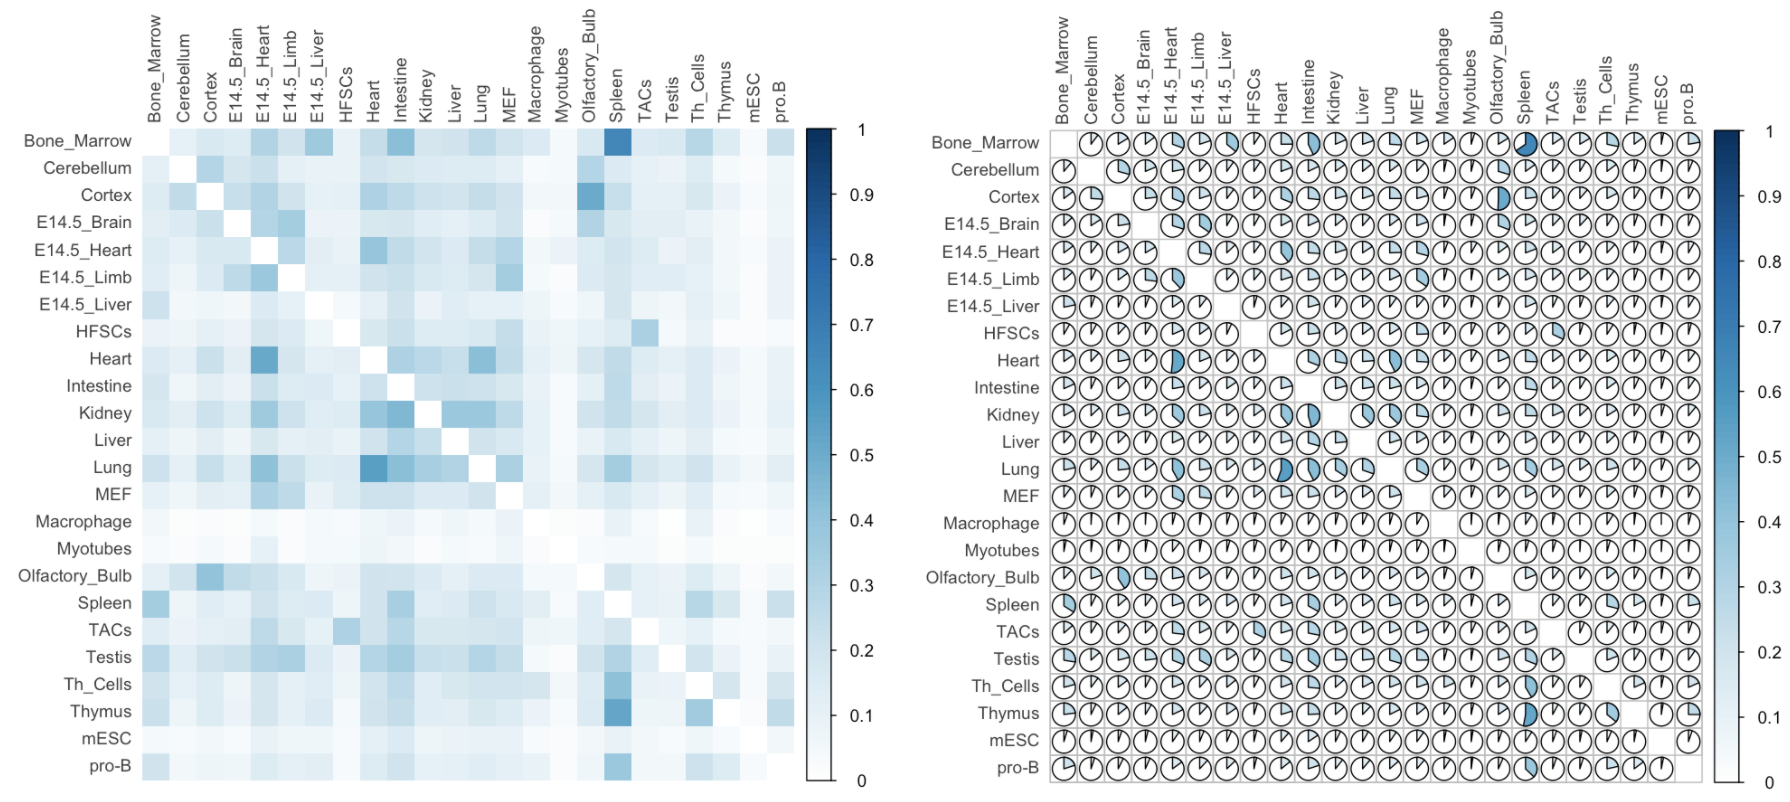 Bone_Marrow
Cerebellum
Cortex
E14.5_Brain
E14.5_Heart
E14.5_Limb
E14.5_Liver
HFSCs
Heart
Intestine
Kidney
Liver
Lung
MEF
Macrophage
Myotubes
Olfactory_Bulb
Spleen
TACs
Testis
Th_Cells
Thymus
mESC
pro.B
Bone_Marrow
Cerebellum
Cortex
E14.5_Brain
E14.5_Heart
E14.5_Limb
E14.5_Liver
HFSCs
Heart
Intestine
Kidney
Liver
Lung
MEF
Macrophage
Myotubes
Olfactory_Bulb
Spleen
TACs
Testis
Th_Cells
Thymus
mESC
pro-B
1
0.9
0.8
0.7
0.6
0.5
0.4
0.3
0.2
0.1
0
Bone_Marrow
Cerebellum
Cortex
E14.5_Brain
E14.5_Heart
E14.5_Limb
E14.5_Liver
HFSCs
Heart
Intestine
Kidney
Liver
Lung
MEF
Macrophage
Myotubes
Olfactory_Bulb
Spleen
TACs
Testis
Th_Cells
Thymus
mESC
pro.B
Bone_Marrow
Cerebellum
Cortex
E14.5_Brain
E14.5_Heart
E14.5_Limb
E14.5_Liver
HFSCs
Heart
Intestine
Kidney
Liver
Lung
MEF
Macrophage
Myotubes
Olfactory_Bulb
Spleen
TACs
Testis
Th_Cells
Thymus
mESC
pro-B
1
0.9
0.8
0.7
0.6
0.5
0.4
0.3
0.2
0.1
0